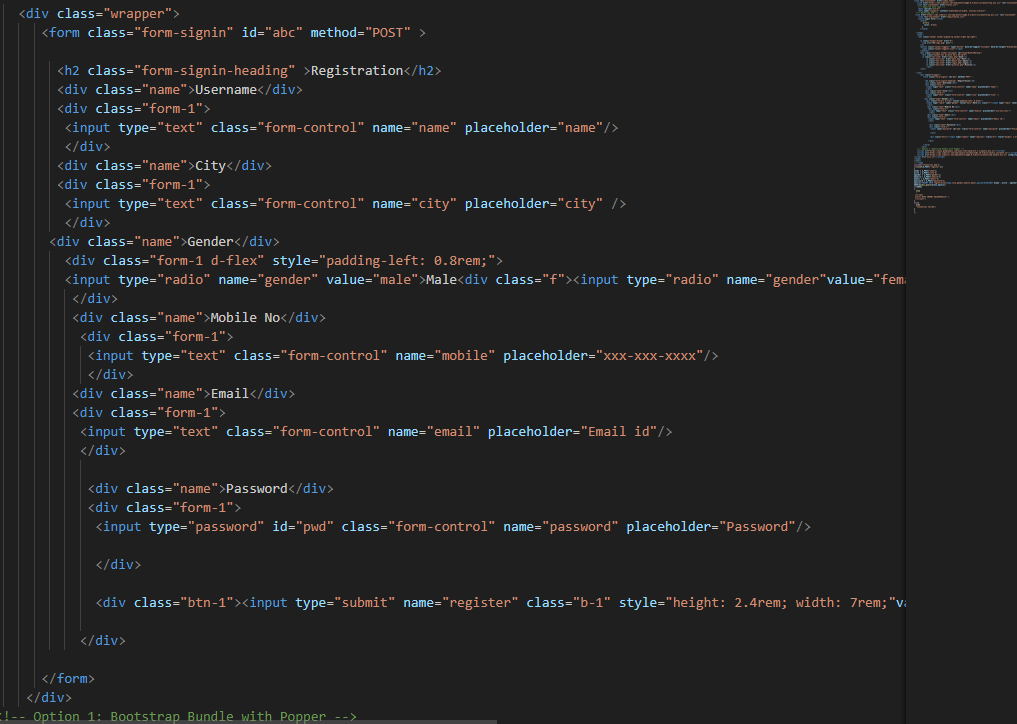 <div class="wrapper">
<form class="form-signin" id="abc" method="POST" >
<h2 class="form-signin-heading" >Registration</h2>
<div class="name">Username</div>
<div class="form-1">
<input type="text" class="form-control" name="name" placeholder="name"/>
</div>
<div class="name">City</div>
<div class="form-1">
<input type="text" class="form-control" name="city" placeholder="city" />
</div>
<div class="name">Gender</div>
<div class="form-1 d-flex" style="padding-left: 0.8rem;">
<input type="radio" name="gender" value="male">Male<div class="f"><input type="radio" name="gender"value="fema
</div>
<div class="name">Mobile No</div>
<div class="form-1">
<input type="text" class="form-control" name="mobile" placeholder="xxx-xxx-xxxx"/>
</div>
<div class="name">Email</div>
<div class="form-1">
<input type="text" class="form-control" name="email" placeholder="Email id"/>
</div>
<div class="name">Password</div>
<div class="form-1">
<input type="password" id="pwd" class="form-control" name="password" placeholder="Password"/>
</div>
<div class="btn-1"><input type="submit" name="register" class="b-1" style="height: 2.4rem; width: 7rem;"va
</div>
</form>
</div>
!-- Option 1: Bootstrap Bundle with Popper -->